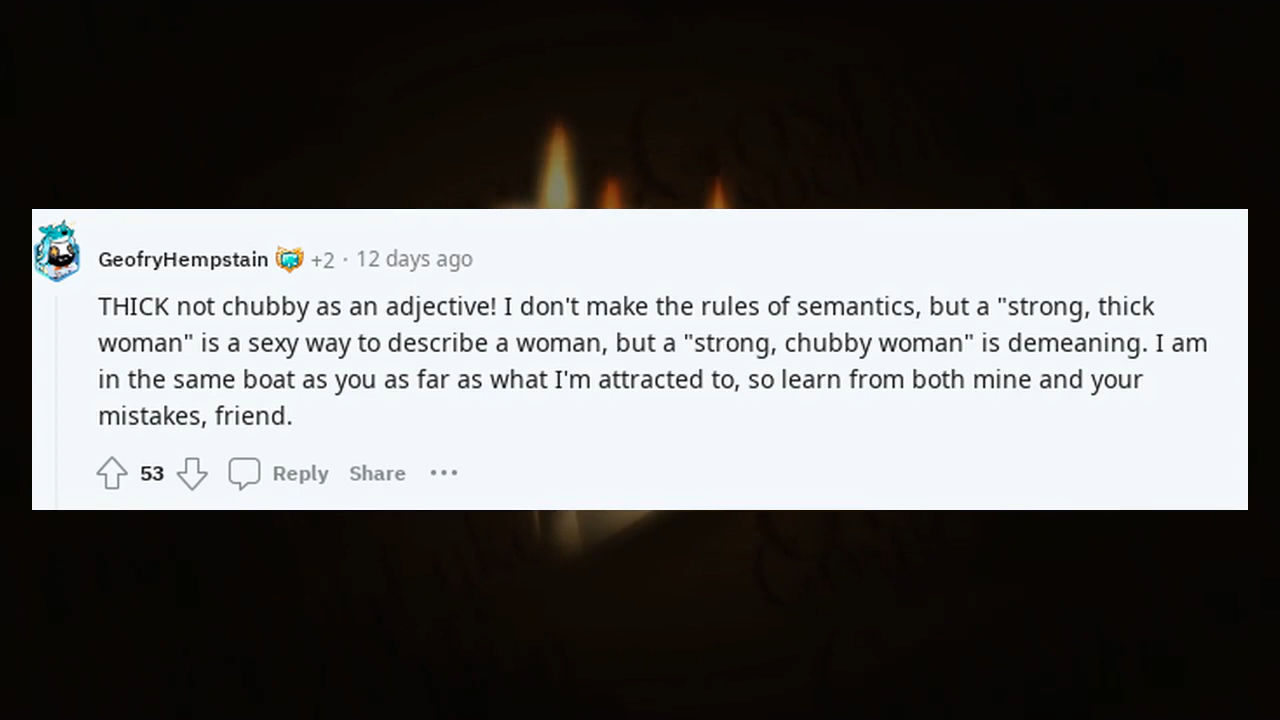 GeofryHempstain +2 · 12 days ago
THICK not chubby as an adjective! I don't make the rules of semantics, but a "strong, thick
woman" is a sexy way to describe a woman, but a "strong, chubby woman" is demeaning. I am
in the same boat as you as far as what I'm attracted to, so learn from both mine and your
mistakes, friend.
53 Reply Share ···